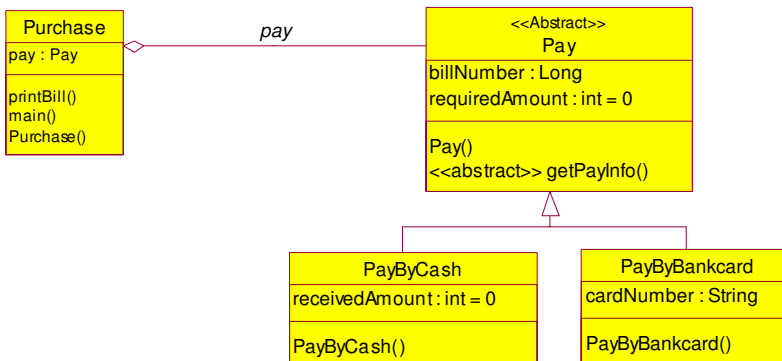 Purchase
pay : Pay
printBill()
main()
Purchase()
pay
<<Abstract>>
Pay
billNumber : Long
requiredAmount : int = 0
Pay()
<<abstract>> getPayInfo()
PayByCash
receivedAmount : int = 0
PayByCash()
PayByBankcard
cardNumber : String
PayByBankcard()